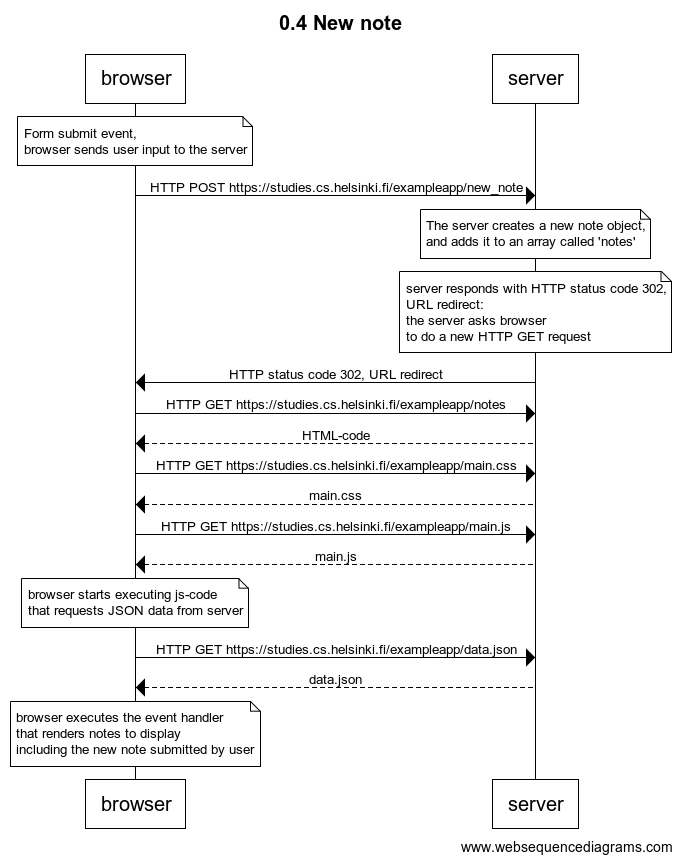 0.4 New note
browser
server
Form submit event,
browser sends user input to the server
HTTP POST https://studies.cs.helsinki.fi/exampleapp/new_note
The server creates a new note object,
and adds it to an array called 'notes'
server responds with HTTP status code 302,
URL redirect:
the server asks browser
to do a new HTTP GET request
HTTP status code 302, URL redirect
HTTP GET https://studies.cs.helsinki.fi/exampleapp/notes
HTML-code
HTTP GET https://studies.cs.helsinki.fi/exampleapp/main.css
main.css
HTTP GET https://studies.cs.helsinki.fi/exampleapp/main.js
main.js
browser starts executing js-code
that requests JSON data from server
HTTP GET https://studies.cs.helsinki.fi/exampleapp/data.json
data.json
browser executes the event handler
that renders notes to display
including the new note submitted by user
browser
server
www.websequencediagrams.com